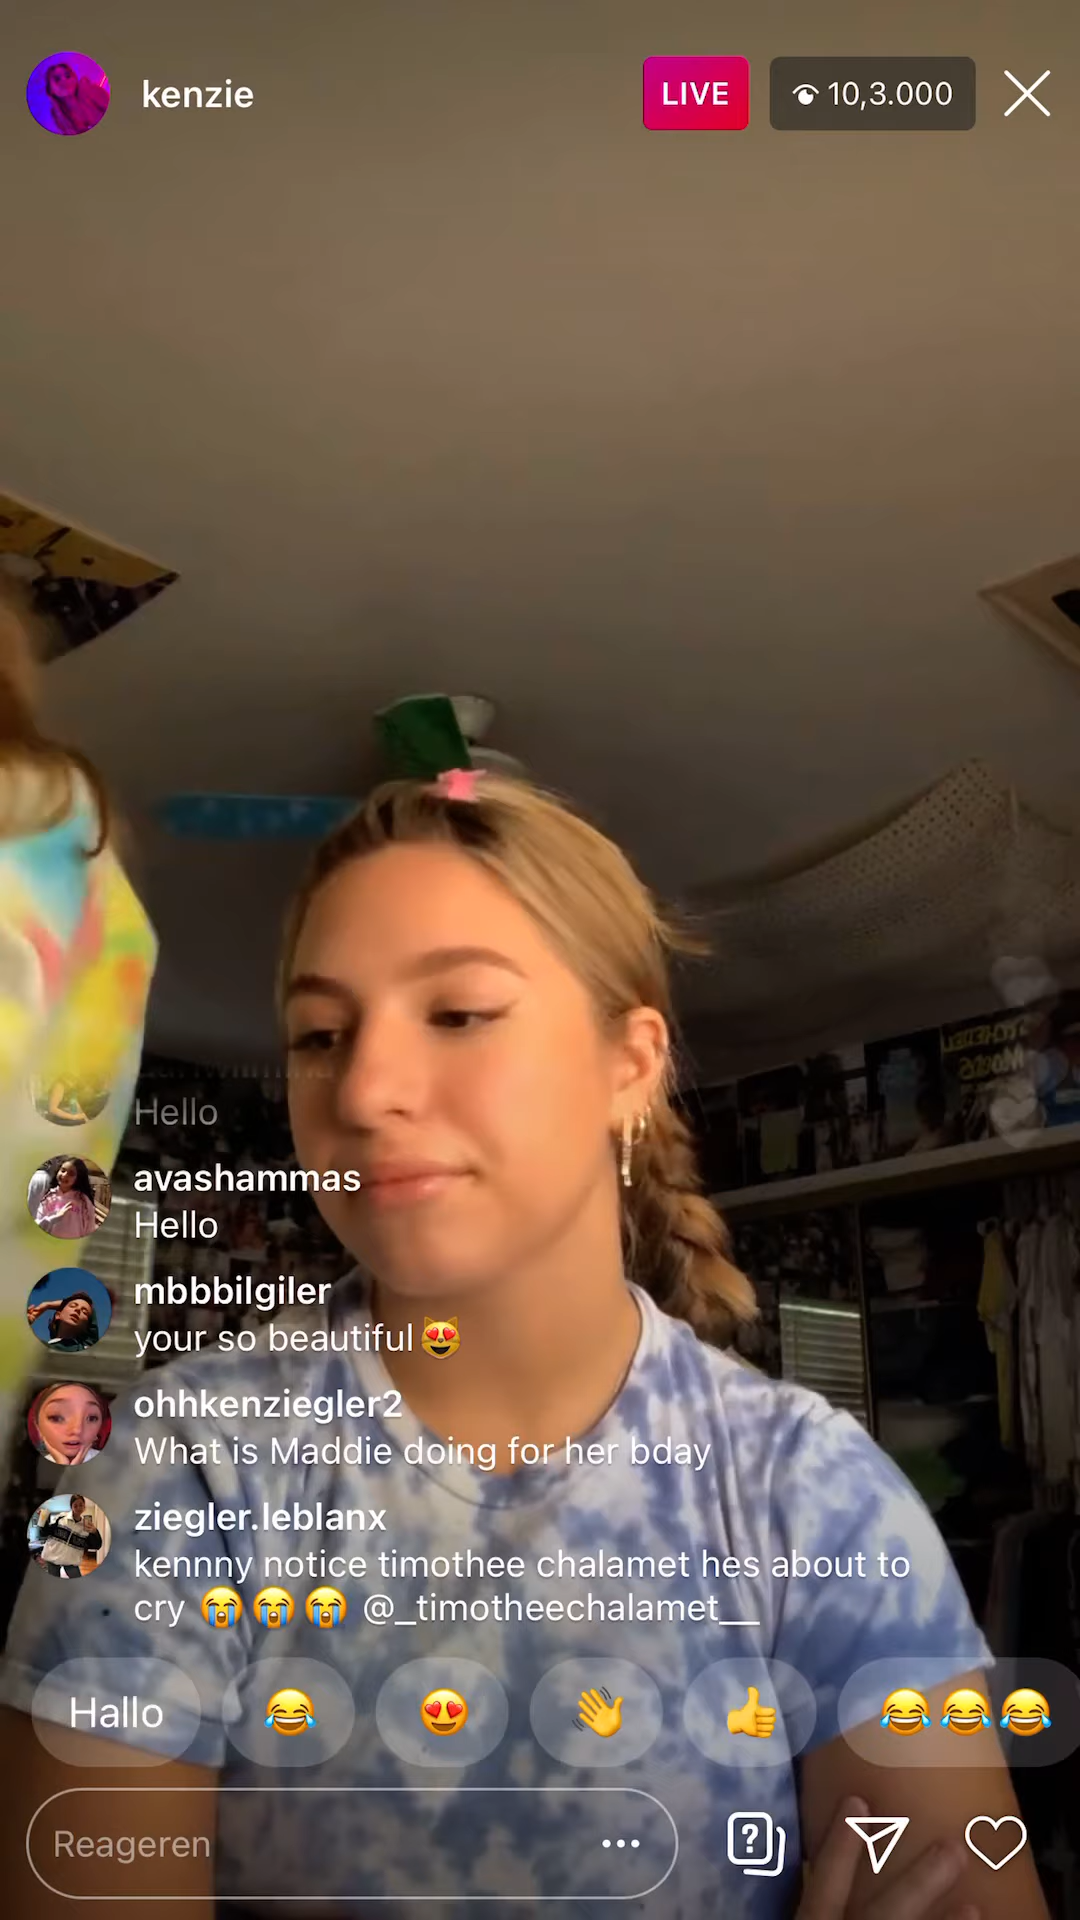 kenzie
LIVE
10,3.000
Hello
avashammas
Hello
mbbbilgiler
your so beautiful😻
ohhkenziegler2
What is Maddie doing for her bday
ziegler.leblanx
kennny notice timothee chalamet hes about to
cry 😭😭😭 @_timotheechalamet__
Hallo 😂 😍 👋 👍 😂😂😂
Reageren